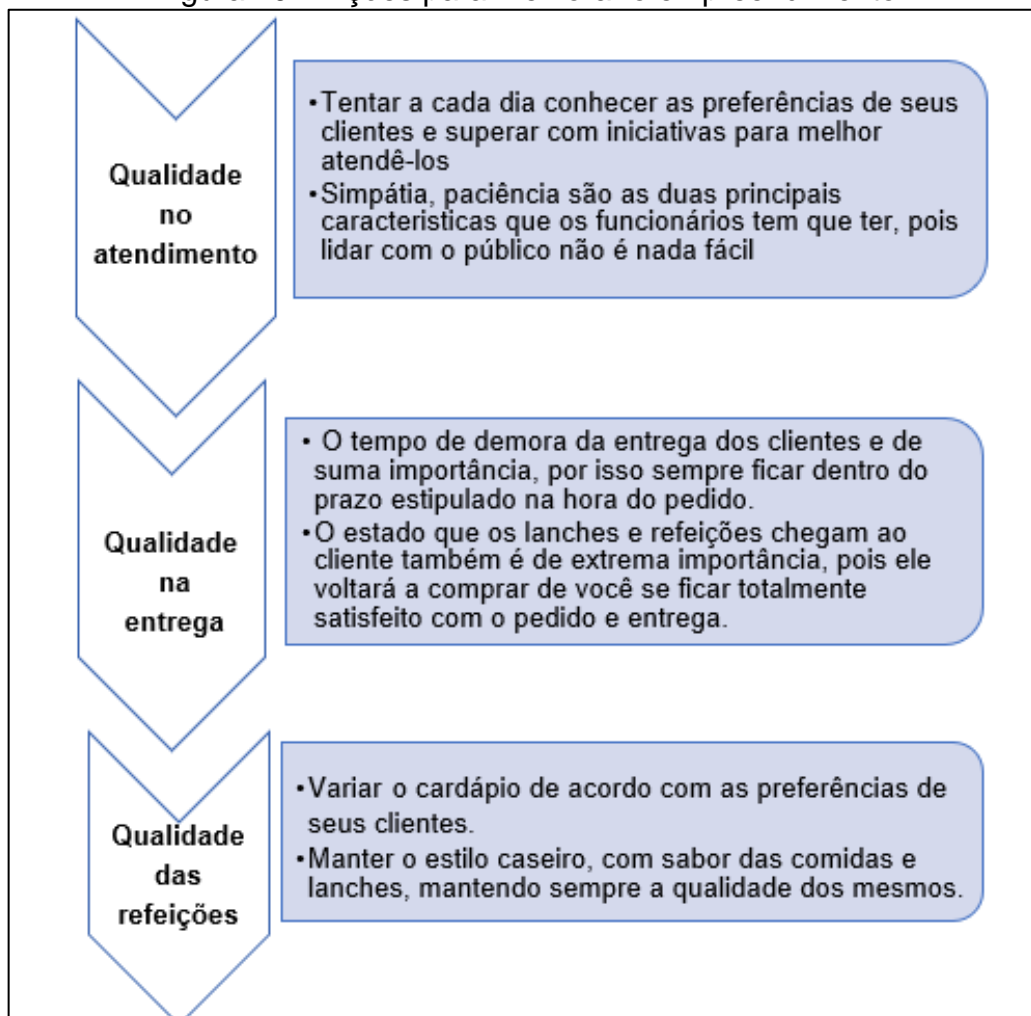 Qualidade
no
atendimento
•Tentar a cada dia conhecer as preferências de seus
clientes e superar com iniciativas para melhor
atendê-los
•Simpátia, paciência são as duas principais
caracteristicas que os funcionários tem que ter, pois
lidar com o público não é nada fácil
Qualidade
na
entrega
• O tempo de demora da entrega dos clientes e de
suma importância, por isso sempre ficar dentro do
prazo estipulado na hora do pedido.
•O estado que os lanches e refeições chegam ao
cliente também é de extrema importância, pois ele
voltará a comprar de você se ficar totalmente
satisfeito com o pedido e entrega.
Qualidade
das
refeições
•Variar o cardápio de acordo com as preferências de
seus clientes.
•Manter o estilo caseiro, com sabor das comidas e
lanches, mantendo sempre a qualidade dos mesmos.